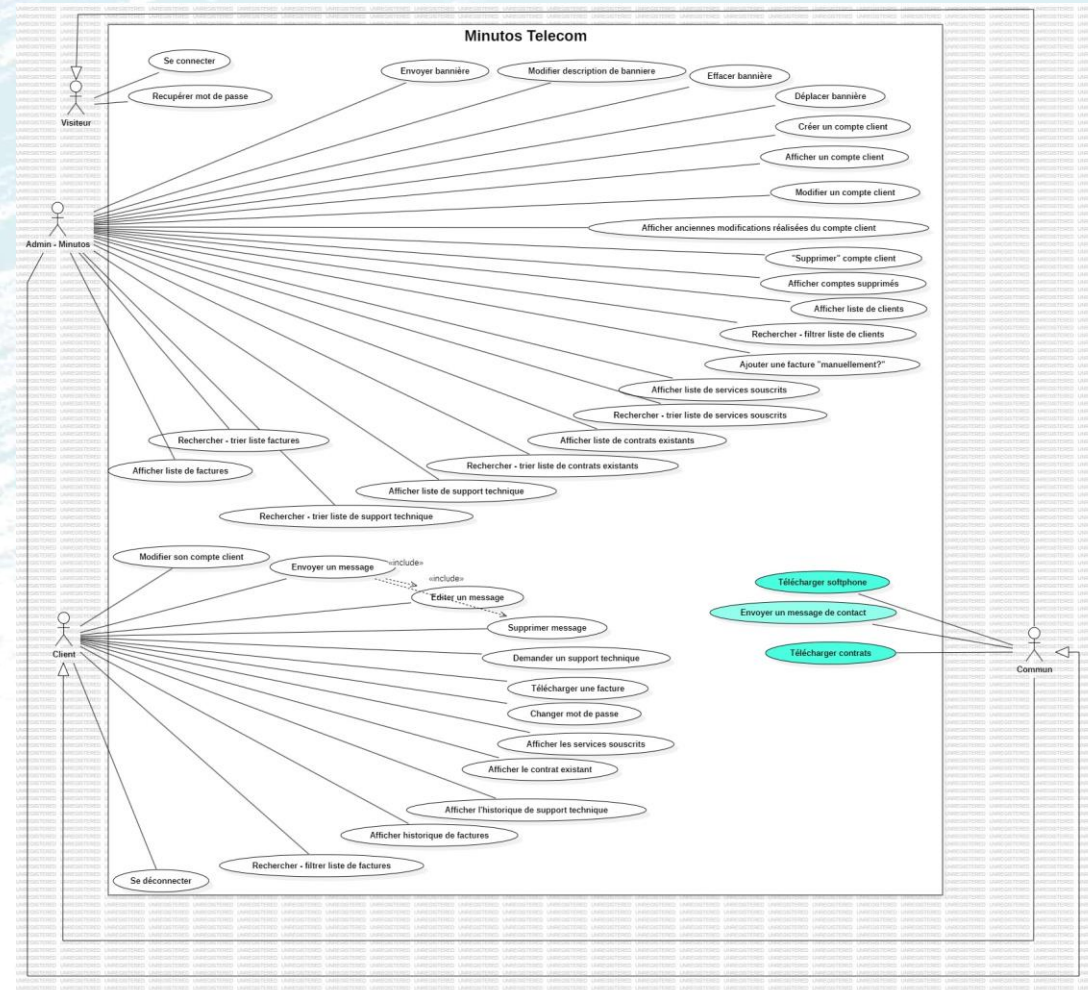 Minutos Telecom
Se connecter
Recupérer mot de passe
Visiteur
Envoyer bannière
Modifier description de banniere
Effacer bannière
Déplacer bannière
Créer un compte client
Afficher un compte client
Modifier un compte client
Admin - Minutos
Afficher anciennes modifications réalisées du compte client
"Supprimer" compte client
Afficher comptes supprimés
Afficher liste de clients
Rechercher - filtrer liste de clients
Ajouter une facture "manuellement?"
Afficher liste de services souscrits
Rechercher - trier liste de services souscrits
Rechercher - trier liste factures
Afficher liste de contrats existants
Afficher liste de factures
Rechercher - trier liste de contrats existants
Afficher liste de support technique
Rechercher - trier liste de support technique
Modifier son compte client
Envoyer un message
«include»
«include»
Editer un message
Supprimer message
Client
Demander un support technique
Télécharger une facture
Changer mot de passe
Afficher les services souscrits
Afficher le contrat existant
Afficher l'historique de support technique
Afficher historique de factures
Rechercher - filtrer liste de factures
Se déconnecter
Télécharger softphone
Envoyer un message de contact
Télécharger contrats
Commun
UNREGISTERED